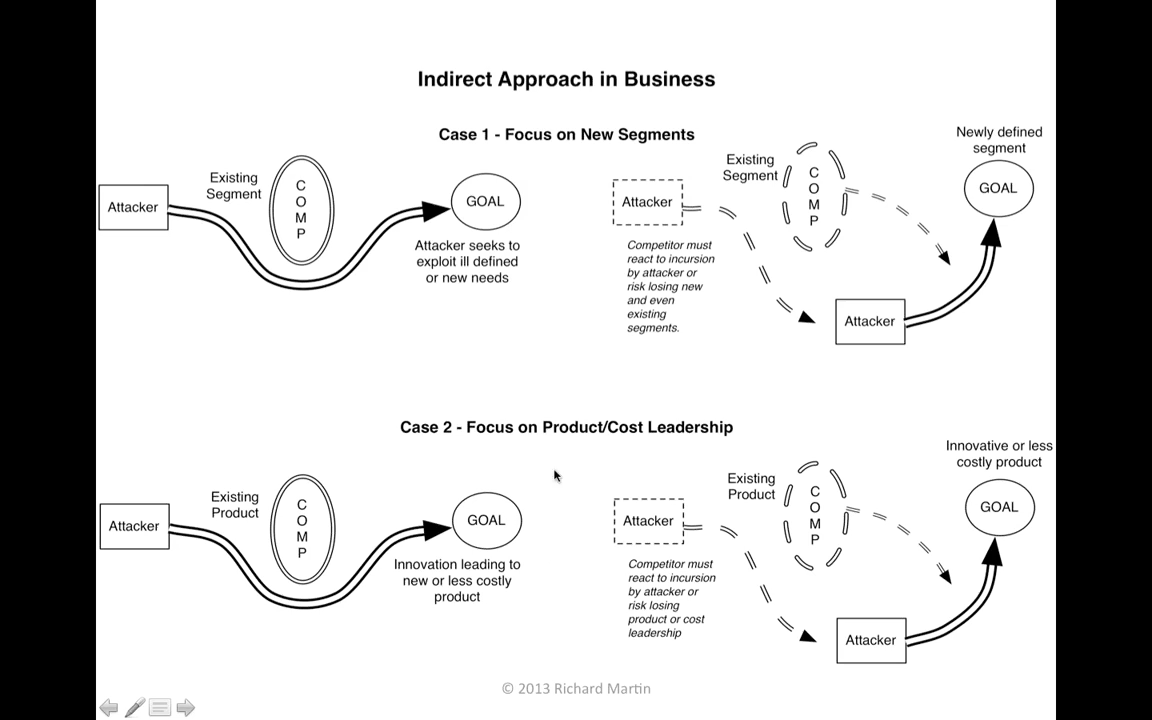 Indirect Approach in Business
Case 1 - Focus on New Segments
Attacker
Existing
Segment
C
O
M
P
GOAL
Attacker seeks to
exploit ill defined
or new needs
Attacker
Competitor must
react to incursion
by attacker or
risk losing new
and even
existing
segments.
Existing
Segment
C
O
M
P
Newly defined
segment
GOAL
Attacker
Case 2 - Focus on Product/Cost Leadership
Attacker
Existing
Product
C
O
M
P
GOAL
Innovation leading to
new or less costly
product
Attacker
Competitor must
react to incursion
by attacker or
risk losing
product or cost
leadership
Existing
Product
C
O
M
P
Innovative or less
costly product
GOAL
Attacker
© 2013 Richard Martin